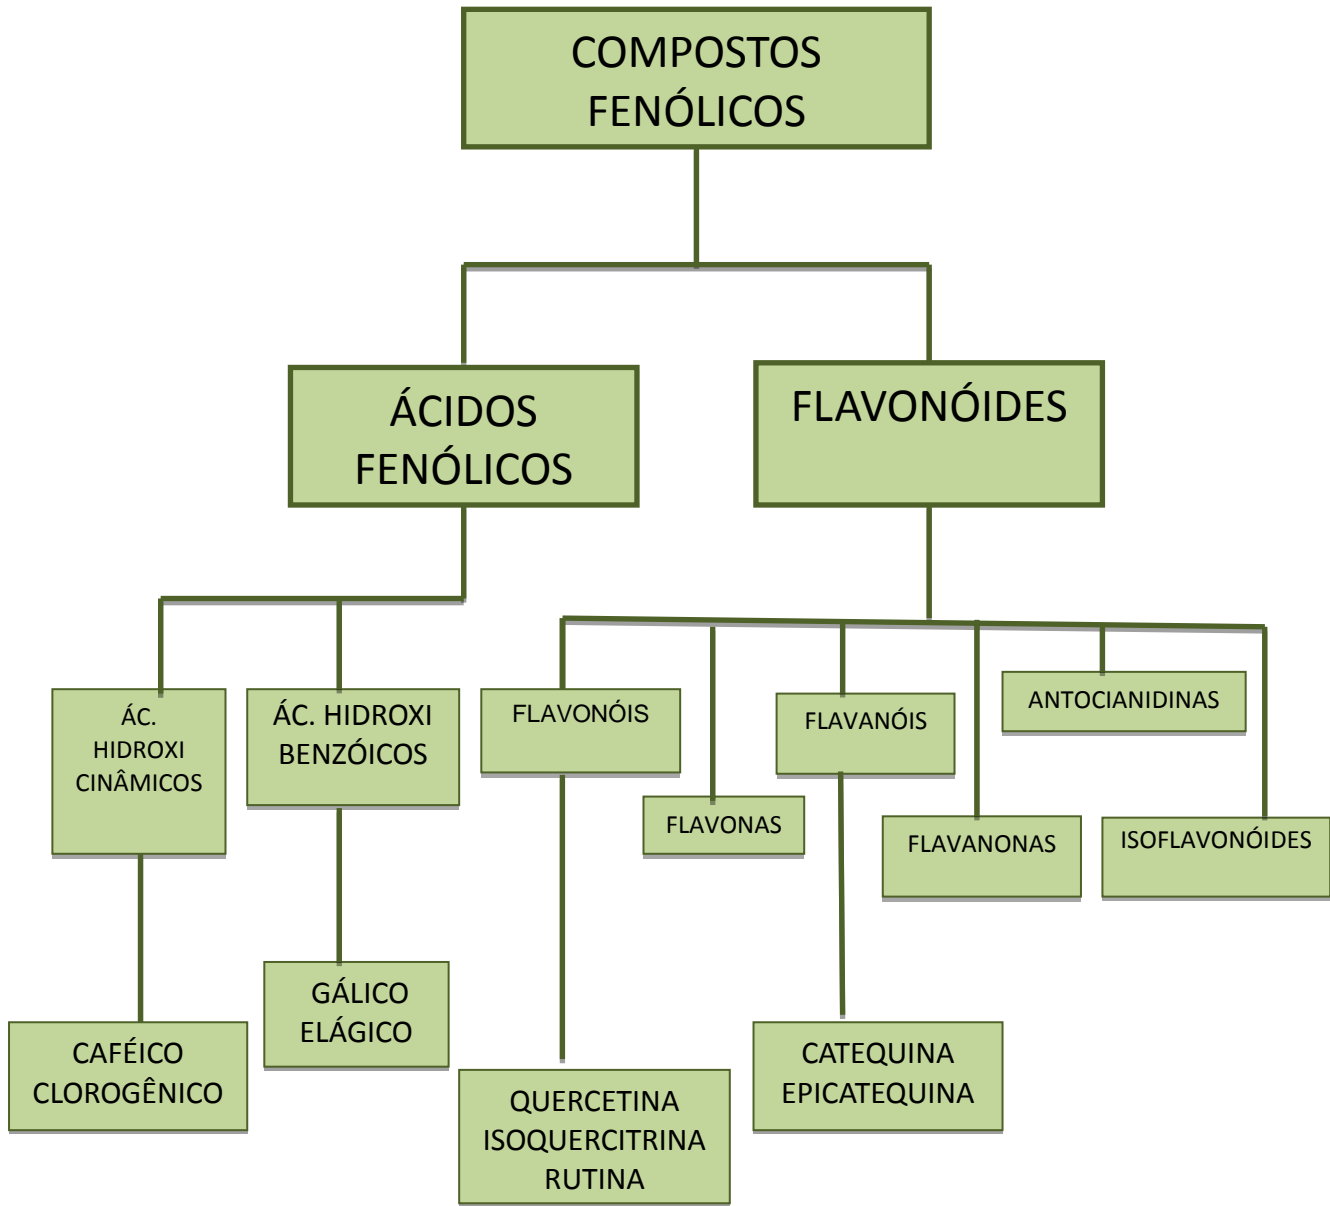 COMPOSTOS
FENÓLICOS
ÁCIDOS
FENÓLICOS
FLAVONÓIDES
ÁC.
HIDROXI
CINÂMICOS
ÁC. HIDROXI
BENZÓICOS
FLAVONÓIS
FLAVONAS
FLAVANÓIS
FLAVANONAS
ANTOCIANIDINAS
ISOFLAVONÓIDES
CAFÉICO
CLOROGÊNICO
GÁLICO
ELÁGICO
QUERCETINA
ISOQUERCITRINA
RUTINA
CATEQUINA
EPICATEQUINA